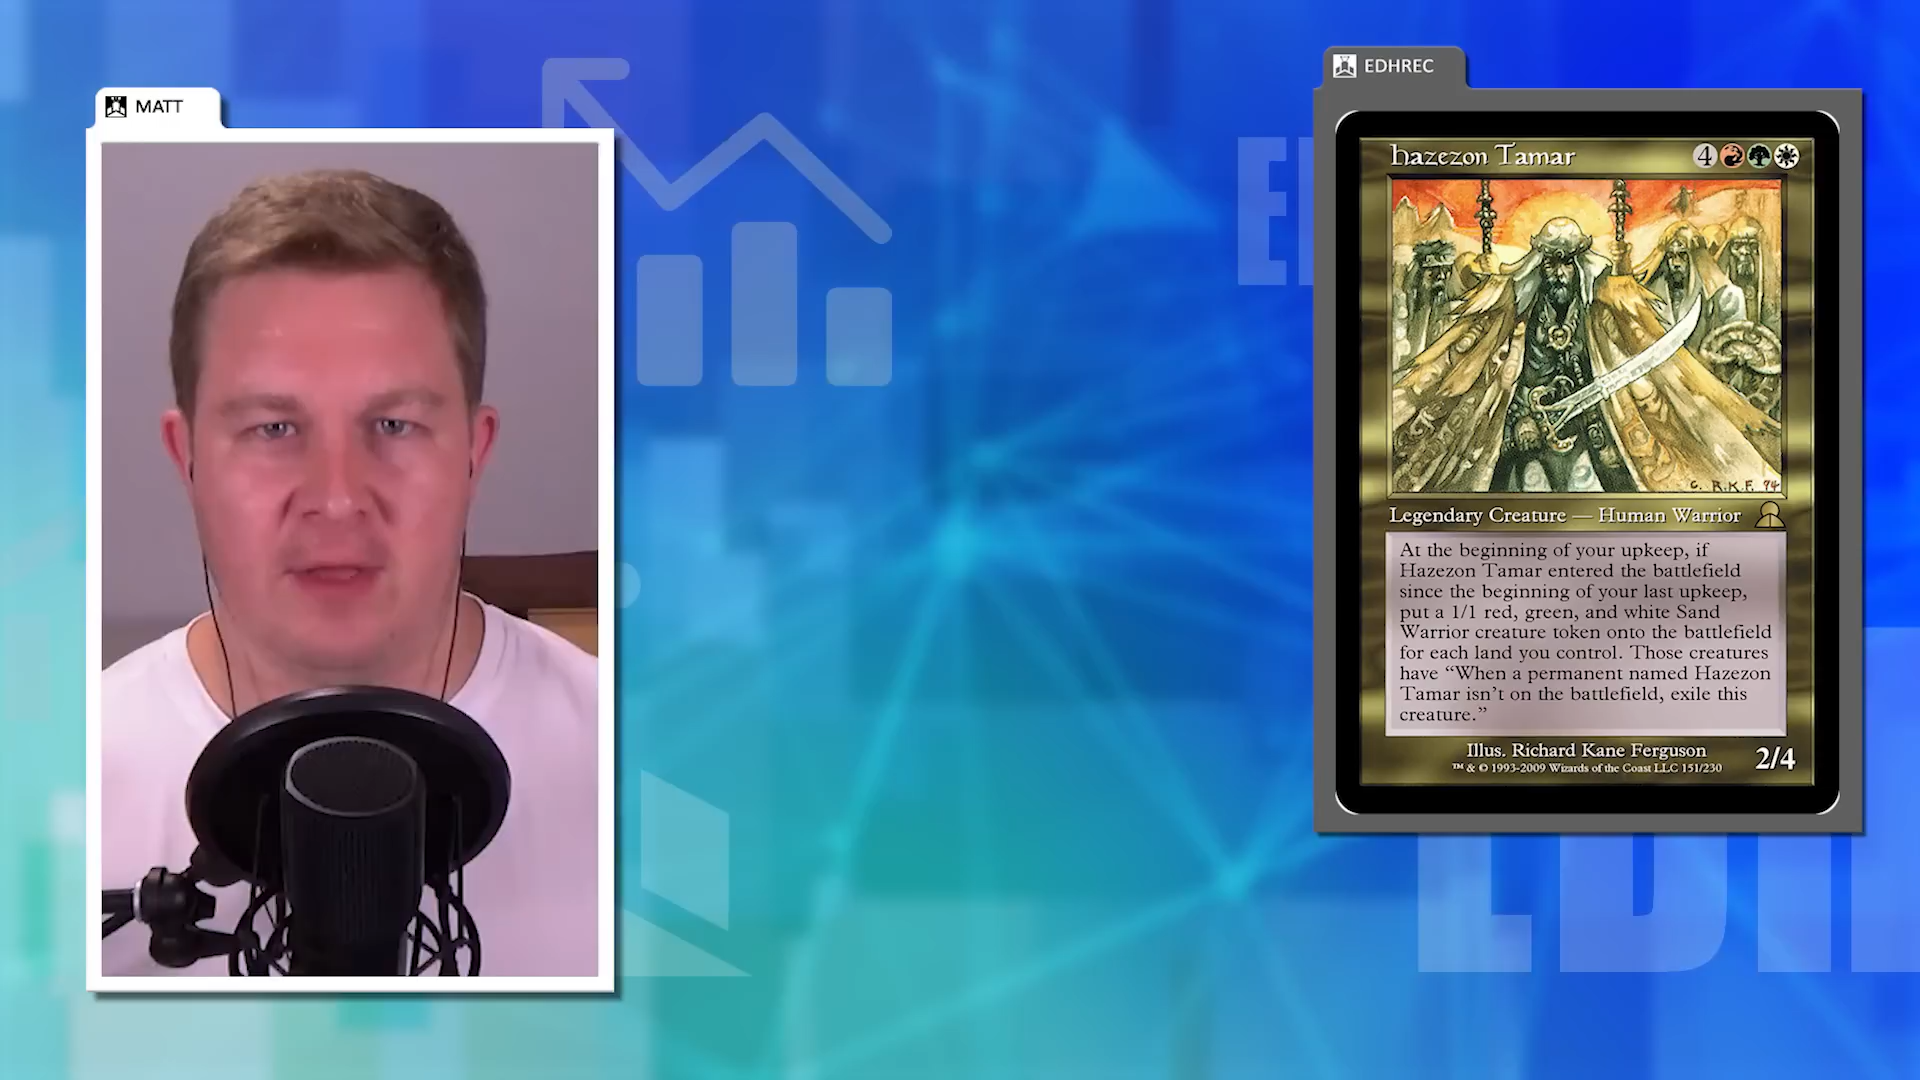 MATT
EDHREC
Hazezon Tamar
4
C. R.K.F. 94
Legendary Creature — Human Warrior
At the beginning of your upkeep, if
Hazezon Tamar entered the battlefield
since the beginning of your last upkeep,
put a 1/1 red, green, and white Sand
Warrior creature token onto the battlefield
for each land you control. Those creatures
have “When a permanent named Hazezon
Tamar isn't on the battlefield, exile this
creature.”
Illus. Richard Kane Ferguson
™ & © 1993-2009 Wizards of the Coast LLC 151/230
2/4